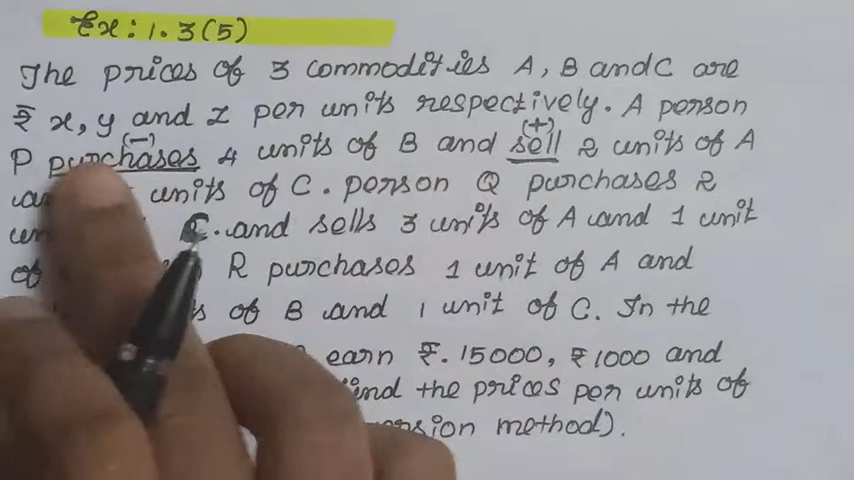 Ex: 1.3(5)
The prices of 3 commodities A, B and C are
₹ x, y and z per units respectively. A person
(-) (+)
P purchases 4 units of B and sell 2 units of A
units of C. person Q purchases 2
C. and sells 3 units of A and 1 unit
of R purchases 1 unit of A and
of B and 1 unit of C. In the
earn ₹. 15000, ₹ 1000 and
find the prices per units of
method).